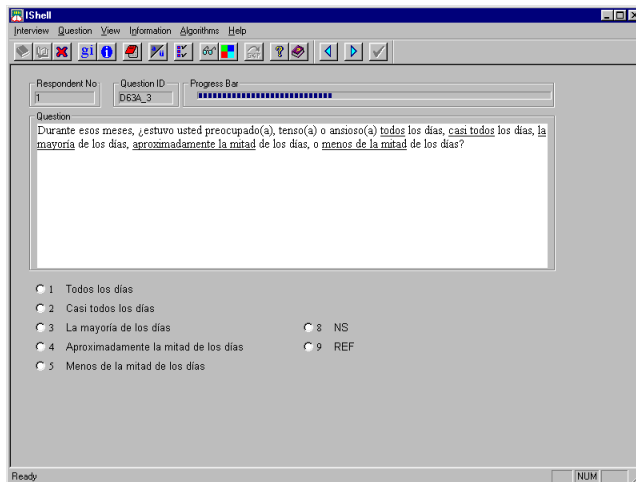 IShell
Interview Question View Information Algorithms Help
gi
Respondent No
Question ID
Progress Bar
1
D63A_3
Question
Durante esos meses, ¿estuvo usted preocupado(a), tenso(a) o ansioso(a) todos los días, casi todos los días, la
mayoría de los días, aproximadamente la mitad de los días, o menos de la mitad de los días?
1 Todos los días
2 Casi todos los días
3 La mayoría de los días
8 NS
4 Aproximadamente la mitad de los días
9 REF
5 Menos de la mitad de los días
Ready
NUM